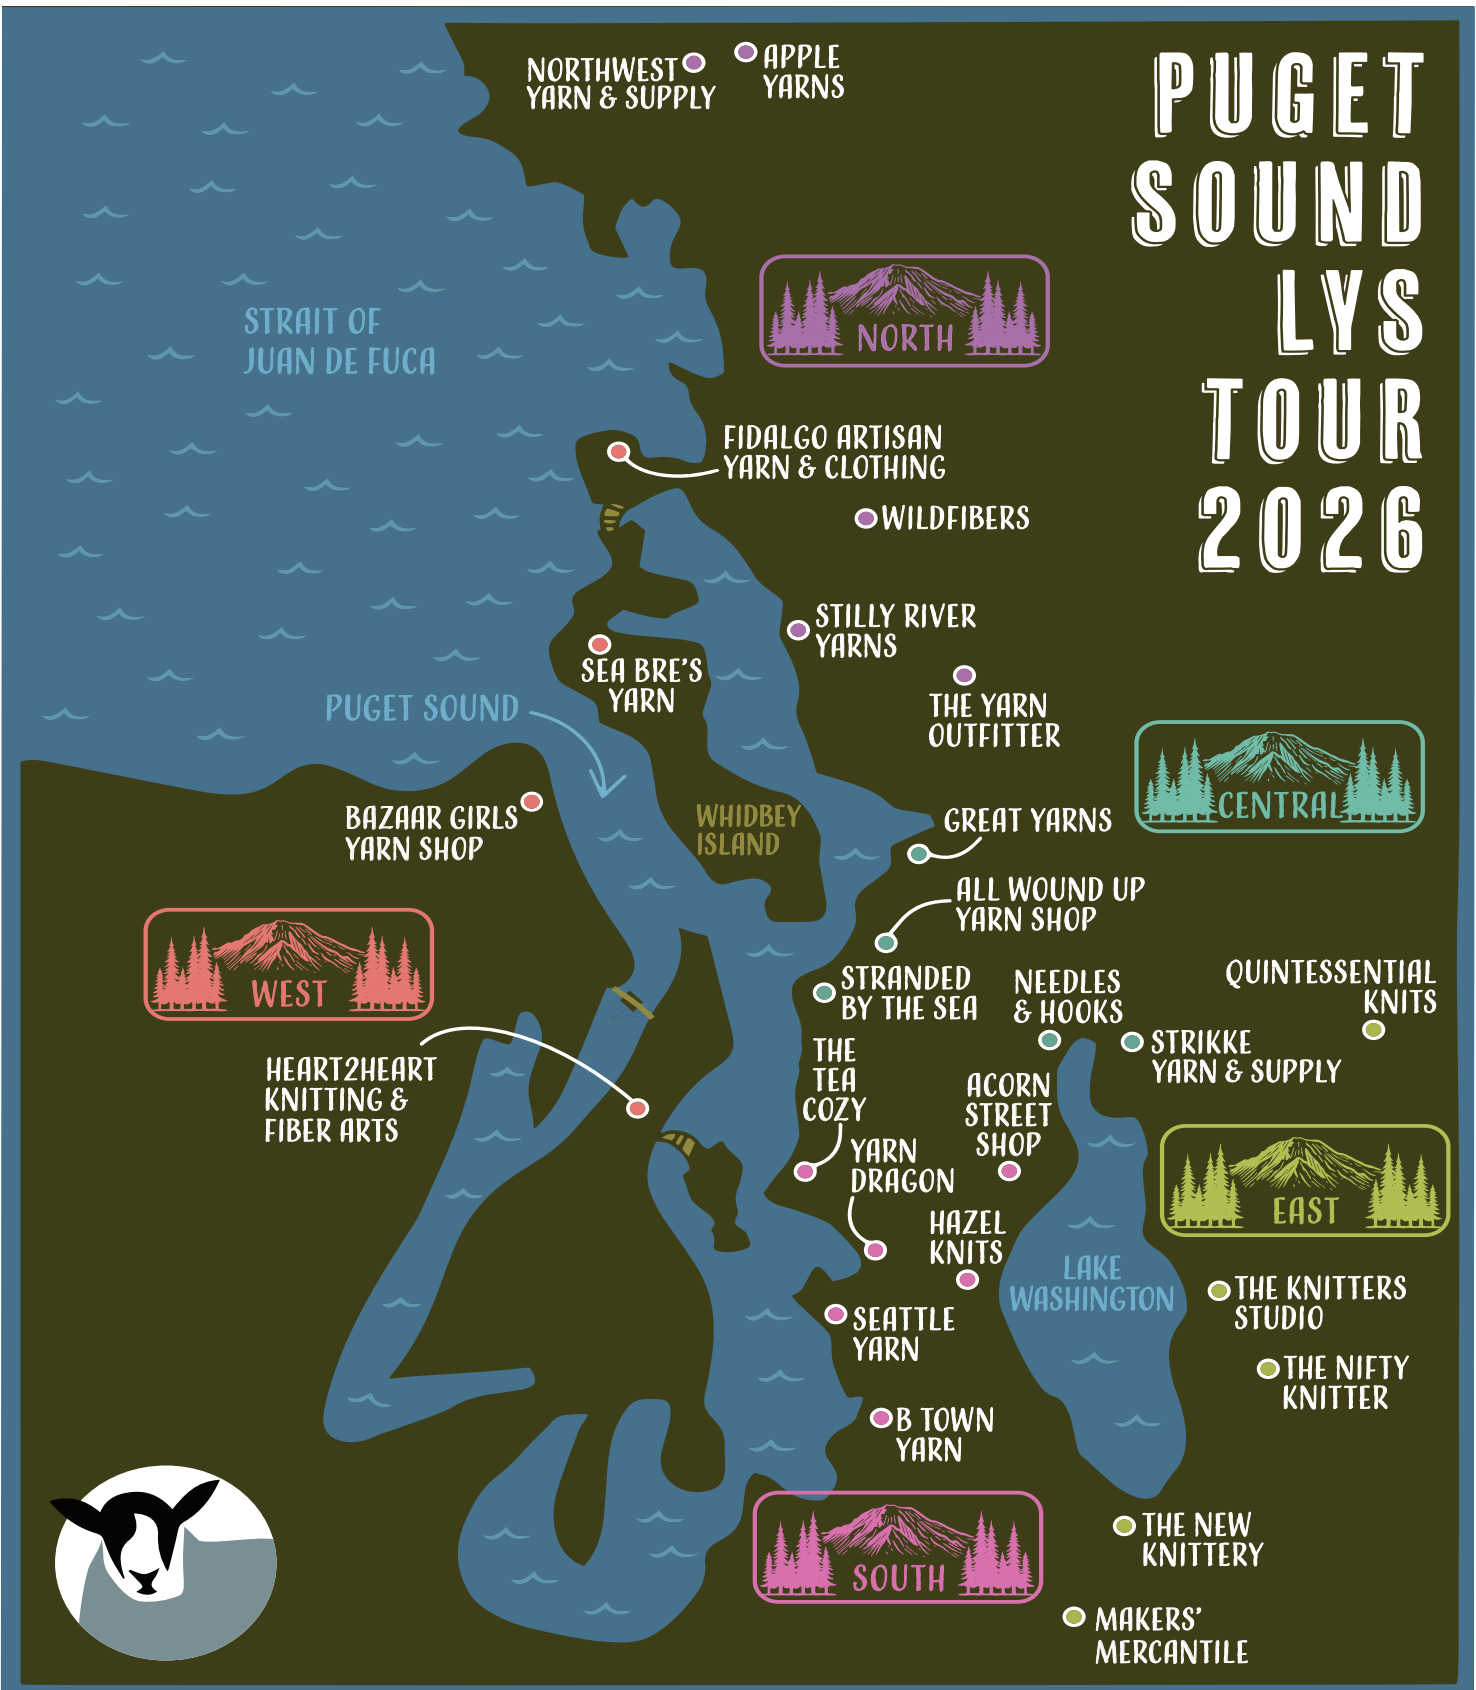 PUGET
SOUND
LYS
TOUR
2026
NORTHWEST
YARN & SUPPLY
APPLE
YARNS
NORTH
STRAIT OF
JUAN DE FUCA
FIDALGO ARTISAN
YARN & CLOTHING
WILDFIBERS
STILLY RIVER
YARNS
SEA BRE'S
YARN
THE YARN
OUTFITTER
PUGET SOUND
CENTRAL
BAZAAR GIRLS
YARN SHOP
WHIDBEY
ISLAND
GREAT YARNS
ALL WOUND UP
YARN SHOP
WEST
STRANDED
BY THE SEA
NEEDLES
& HOOKS
QUINTESSENTIAL
KNITS
STRIKKE
YARN & SUPPLY
HEART2HEART
KNITTING &
FIBER ARTS
THE
TEA
COZY
ACORN
STREET
SHOP
YARN
DRAGON
EAST
HAZEL
KNITS
LAKE
WASHINGTON
THE KNITTERS
STUDIO
SEATTLE
YARN
THE NIFTY
KNITTER
B TOWN
YARN
SOUTH
THE NEW
KNITTERY
MAKERS'
MERCANTILE